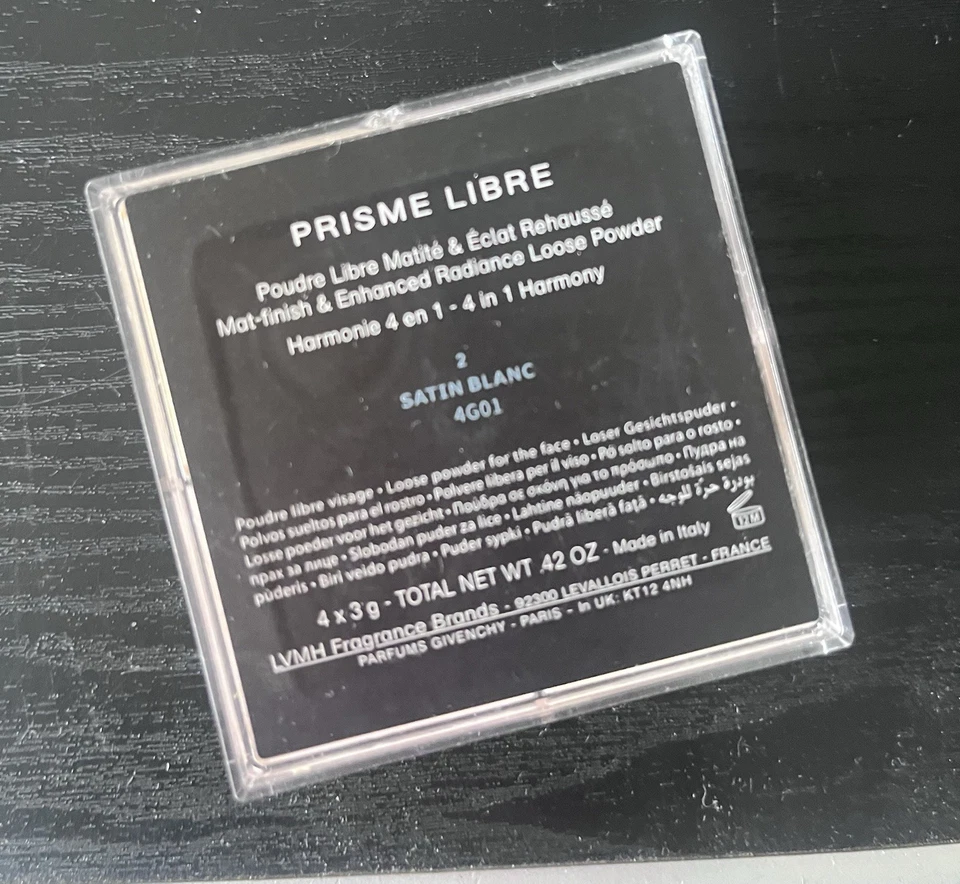 PRISME LIBRE
Poudre Libre Matité & Éclat Rehaussé
Mat-finish & Enhanced Radiance Loose Powder
Harmonie 4 en 1 - 4 in 1 Harmony
2
SATIN BLANC
4G01
Poudre libre visage • Loose powder for the face • Loser Gesichtspuder •
Polvos sueltos para el rostro • Polvere libera per il viso • Pó solto para o rosto •
Losse poeder voor het gezicht • Πούδρα σε σκόνη για το πρόσωπο • Пудра на
прах за лице • Slobodan puder za lice • Lahtine näopuuder • Birstošais sejas
pūderis • Biri veido pudra • Puder sypki • Pudră liberă față • بودرة حرّة للوجه
12M
4 x 3 g - TOTAL NET WT .42 OZ - Made in Italy
LVMH Fragrance Brands - 92300 LEVALLOIS PERRET - FRANCE
PARFUMS GIVENCHY - PARIS - In UK: KT12 4NH